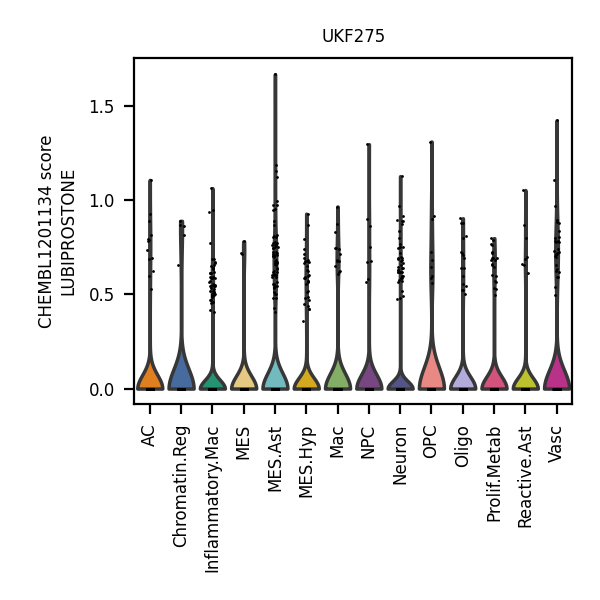 UKF275
CHEMBL1201134 score
LUBIPROSTONE
1.5
1.0
0.5
0.0
AC
Chromatin.Reg
Inflammatory.Mac
MES
MES.Ast
MES.Hyp
Mac
NPC
Neuron
OPC
Oligo
Prolif.Metab
Reactive.Ast
Vasc